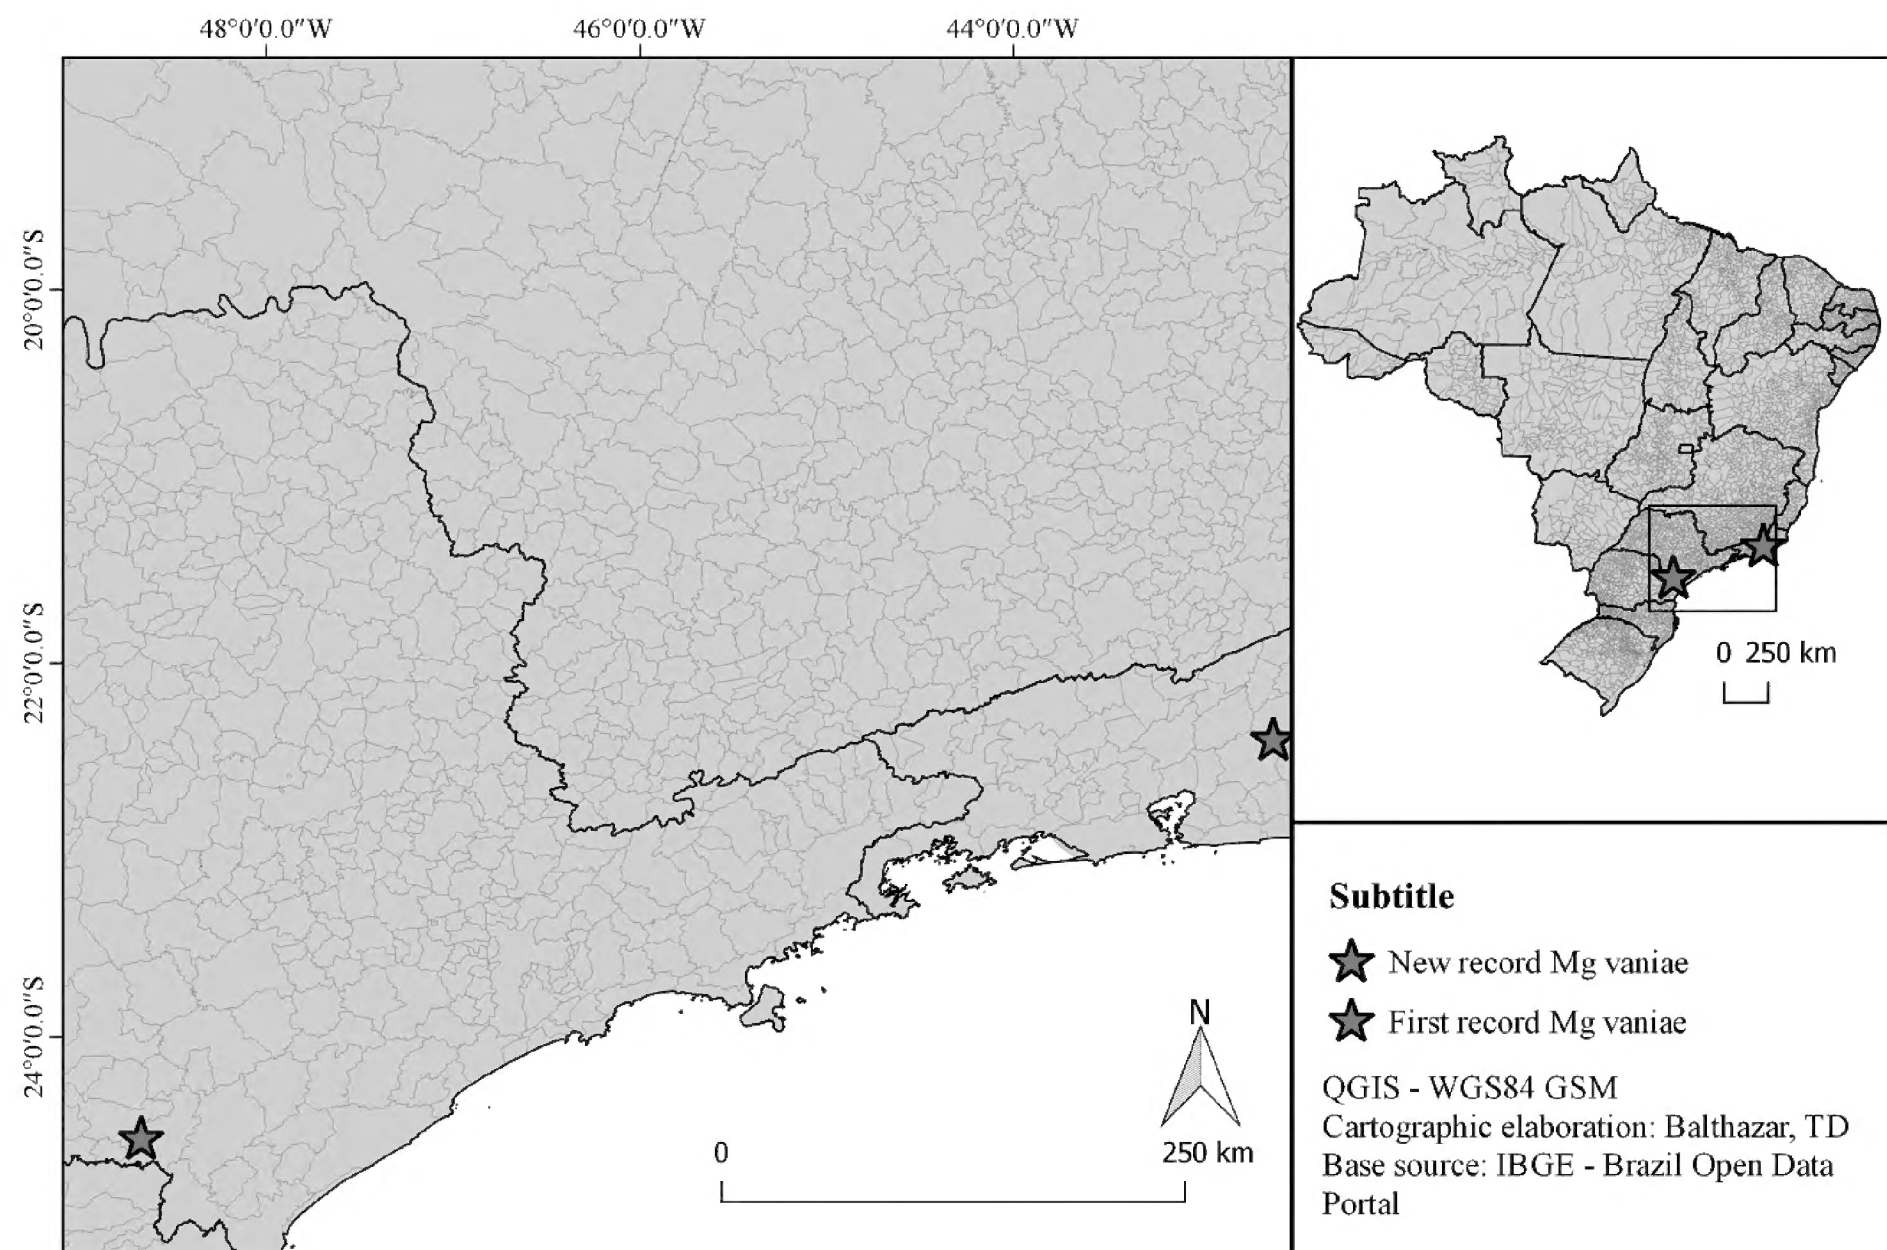 48°0'0.0"W 46°0'0.0"W 44°0'0.0"W
20°0'0.0"S
22°0'0.0"S
24°0'0.0"S
N
0 250 km
0 250 km
Subtitle
New record Mg vaniae
First record Mg vaniae
QGIS - WGS84 GSM
Cartographic elaboration: Balthazar, TD
Base source: IBGE - Brazil Open Data
Portal